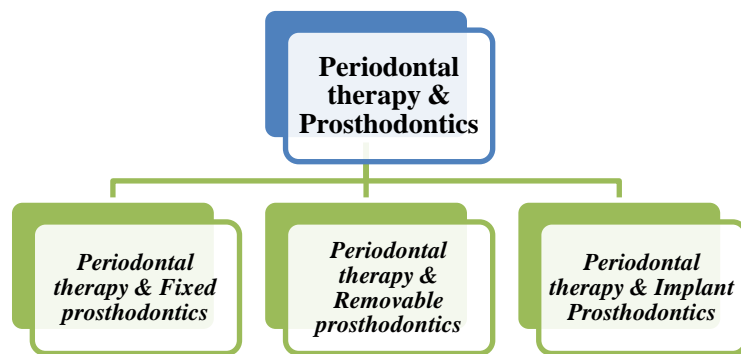 Periodontal
therapy &
Prosthodontics
Periodontal
therapy & Fixed
prosthodontics
Periodontal
therapy &
Removable
prosthodontics
Periodontal
therapy & Implant
Prosthodontics